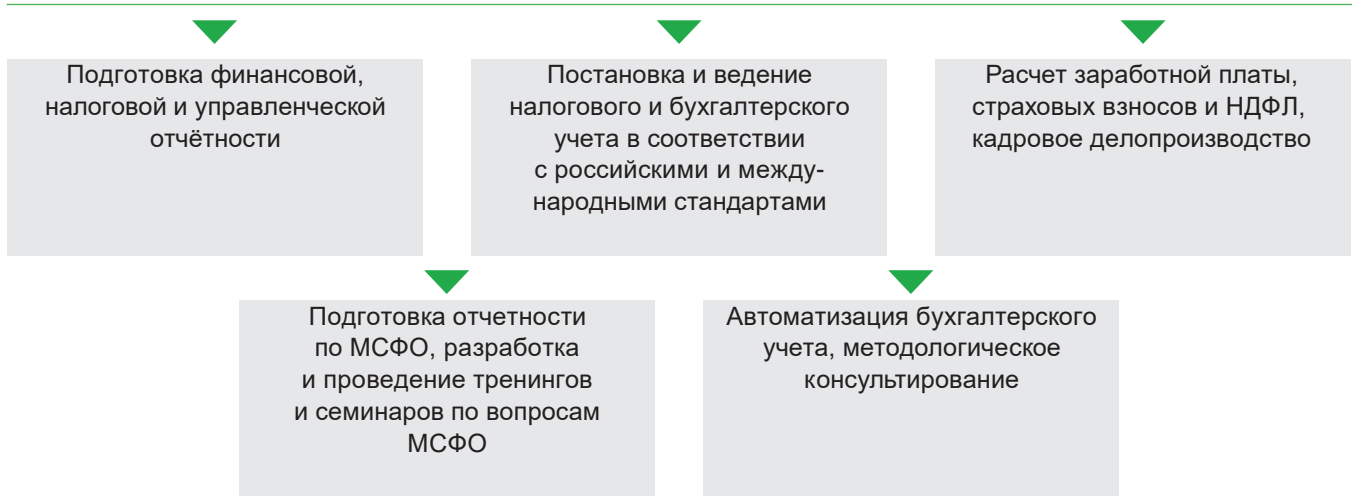 Подготовка финансовой,
налоговой и управленческой
отчётности
Постановка и ведение
налогового и бухгалтерского
учета в соответствии
с российскими и между-
народными стандартами
Расчет заработной платы,
страховых взносов и НДФЛ,
кадровое делопроизводство
Подготовка отчетности
по МСФО, разработка
и проведение тренингов
и семинаров по вопросам
МСФО
Автоматизация бухгалтерского
учета, методологическое
консультирование